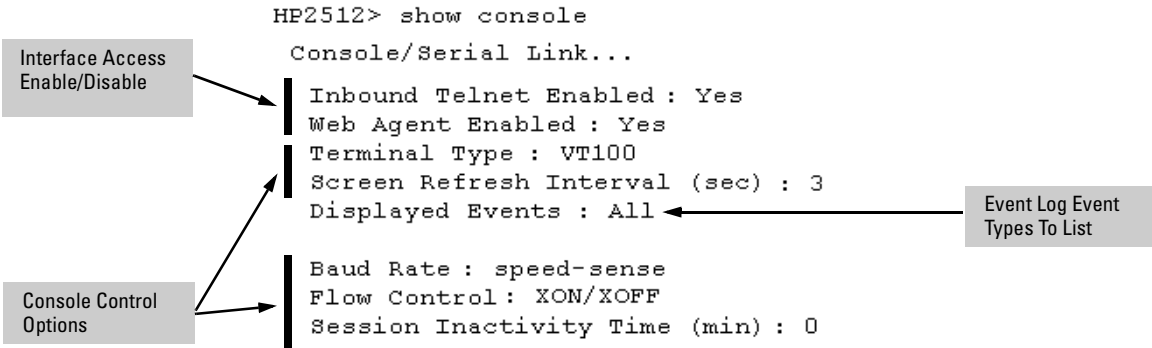 HP2512> show console
Console/Serial Link...
Interface Access
Enable/Disable
Inbound Telnet Enabled : Yes
Web Agent Enabled : Yes
Terminal Type : VT100
Screen Refresh Interval (sec) : 3
Displayed Events : All
Event Log Event
Types To List
Baud Rate : speed-sense
Flow Control : XON/XOFF
Session Inactivity Time (min) : 0
Console Control
Options